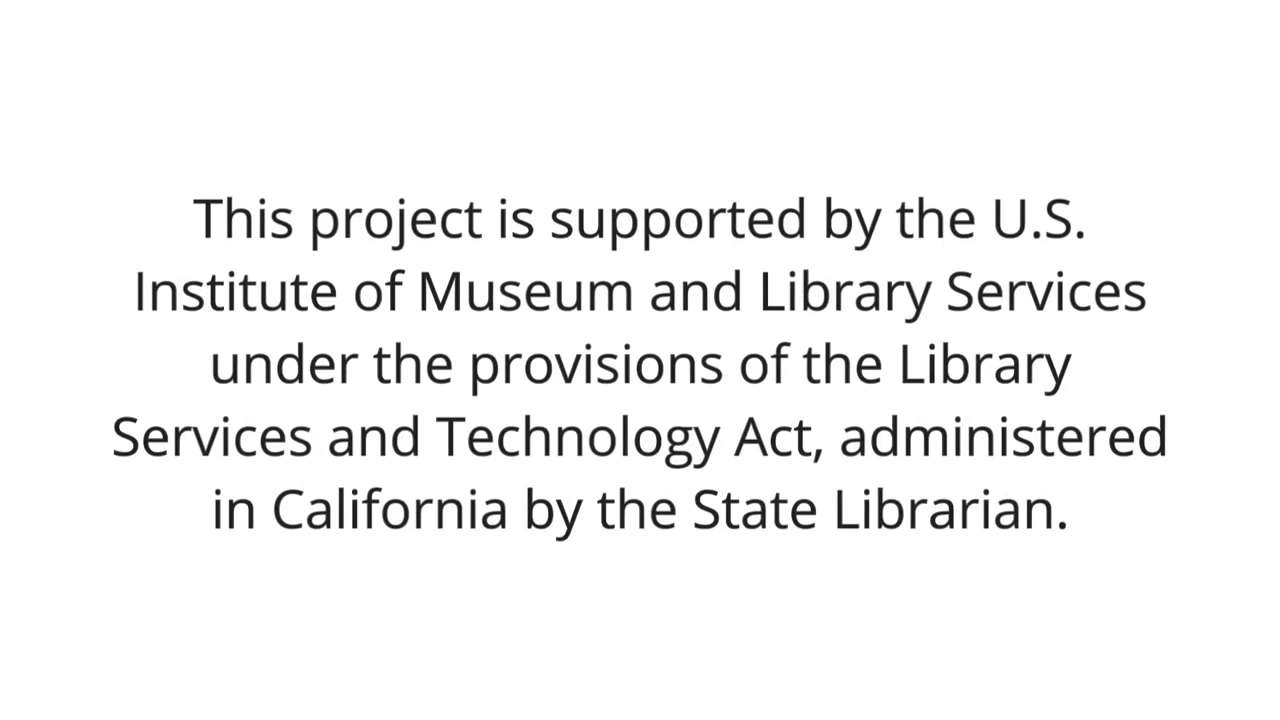 This project is supported by the U.S.
Institute of Museum and Library Services
under the provisions of the Library
Services and Technology Act, administered
in California by the State Librarian.